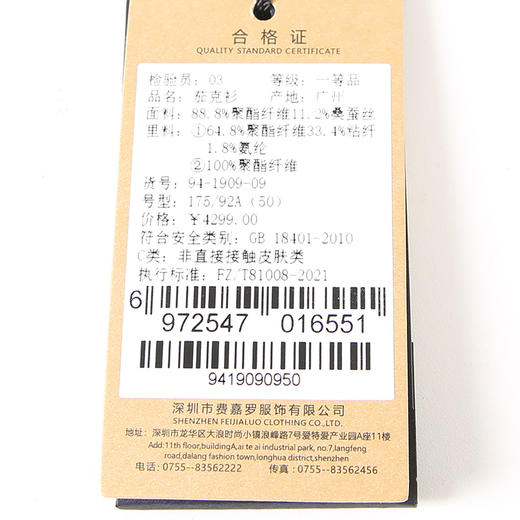 合格证
QUALITY STANDARD CERTIFICATE
检验员: 03 等级: 一等品
品名: 茄克衫 产地: 广州
面料: 88.8%聚酯纤维11.2%桑蚕丝
里料: ①64.8%聚酯纤维33.4%粘纤
1.8%氨纶
②100%聚酯纤维
货号: 94-1909-09
号型: 175/92A (50)
价格: ￥4299.00
符合安全类别: GB 18401-2010
C类: 非直接接触皮肤类
执行标准: FZ/T81008-2021
6 972547 016551
9419090950
深圳市费嘉罗服饰有限公司
SHENZHEN FEIJIALUO CLOTHING CO.LTD.
地址：深圳市龙华区大浪时尚小镇浪峰路7号爱特爱产业园A座11楼
Add:11th floor,buildingA,ai te ai industrial park, no.7,langfeng
road,dalang fashion town,longhua district,shenzhen
电话：0755--83562222 传真：0755--83562456